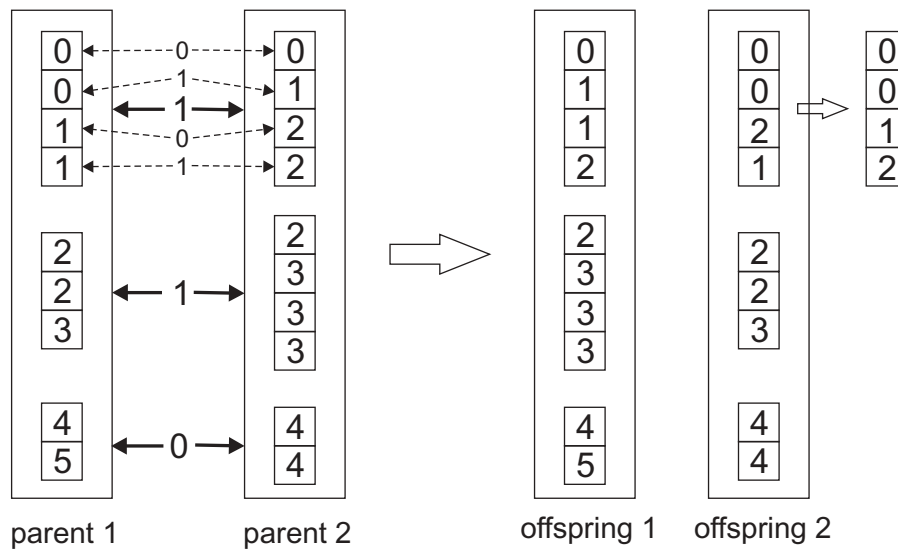 0 0 0 0 0 0
0 1 1 1 0 0
1 1 2 1 2 1
0
1 1 2 2 1 2
2 2 2 2
2 1 3 3 2
3 3 3 3
3 3
4 4 4 4
5 0 4 5 4
parent 1 parent 2 offspring 1 offspring 2